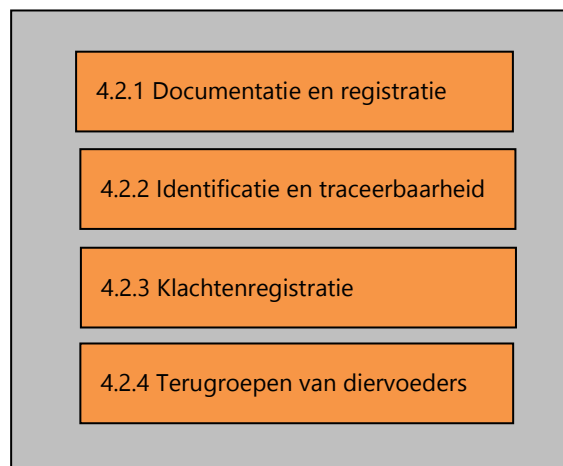 4.2.1 Documentatie en registratie
4.2.2 Identificatie en traceerbaarheid
4.2.3 Klachtenregistratie
4.2.4 Terugroepen van diervoeders